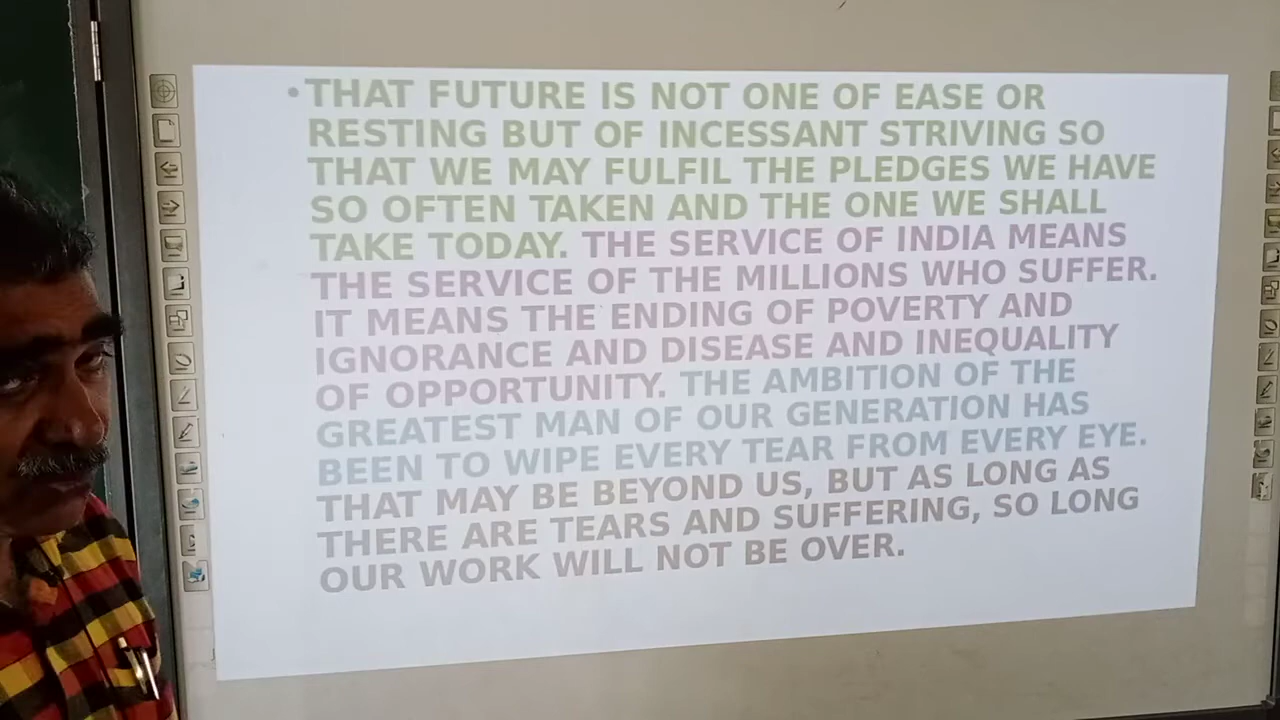 • THAT FUTURE IS NOT ONE OF EASE OR
RESTING BUT OF INCESSANT STRIVING SO
THAT WE MAY FULFIL THE PLEDGES WE HAVE
SO OFTEN TAKEN AND THE ONE WE SHALL
TAKE TODAY. THE SERVICE OF INDIA MEANS
THE SERVICE OF THE MILLIONS WHO SUFFER.
IT MEANS THE ENDING OF POVERTY AND
IGNORANCE AND DISEASE AND INEQUALITY
OF OPPORTUNITY. THE AMBITION OF THE
GREATEST MAN OF OUR GENERATION HAS
BEEN TO WIPE EVERY TEAR FROM EVERY EYE.
THAT MAY BE BEYOND US, BUT AS LONG AS
THERE ARE TEARS AND SUFFERING, SO LONG
OUR WORK WILL NOT BE OVER.